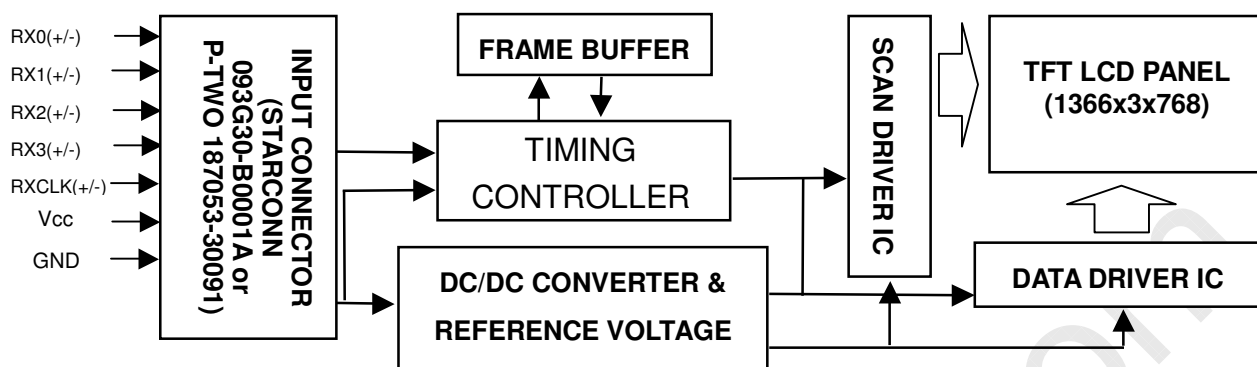 RX0(+/-)
RX1(+/-)
RX2(+/-)
RX3(+/-)
RXCLK(+/-)
Vcc
GND
INPUT CONNECTOR
(STARCONN
093G30-B0001A or
P-TWO 187053-30091)
FRAME BUFFER
TIMING
CONTROLLER
DC/DC CONVERTER &
REFERENCE VOLTAGE
SCAN DRIVER IC
TFT LCD PANEL
(1366x3x768)
DATA DRIVER IC